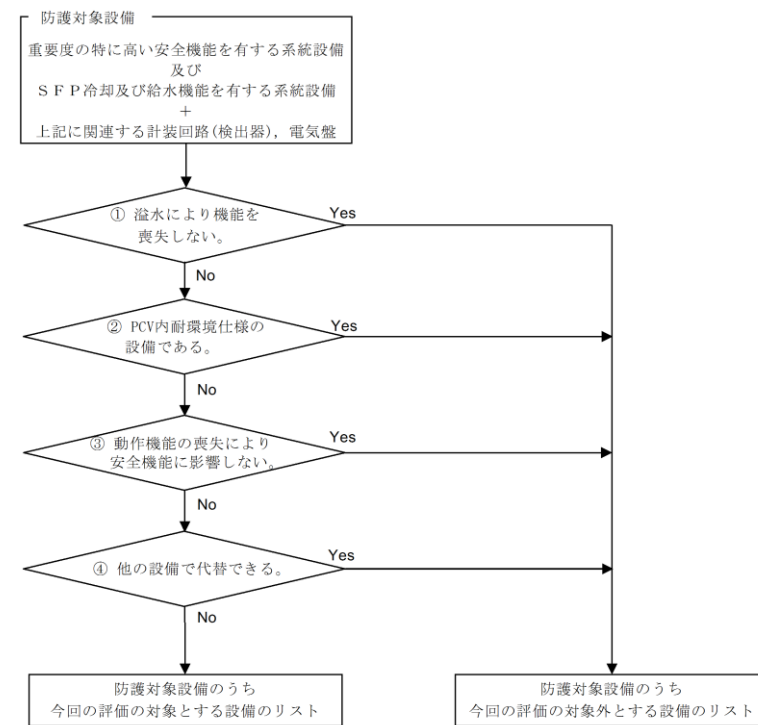 防護対象設備
重要度の特に高い安全機能を有する系統設備
及び
ＳＦＰ冷却及び給水機能を有する系統設備
＋
上記に関連する計装回路(検出器)，電気盤
① 溢水により機能を
喪失しない。
Yes
No
② PCV内耐環境仕様の
設備である。
Yes
No
③ 動作機能の喪失により
安全機能に影響しない。
Yes
No
④ 他の設備で代替できる。
Yes
No
防護対象設備のうち
今回の評価の対象とする設備のリスト
防護対象設備のうち
今回の評価の対象外とする設備のリスト